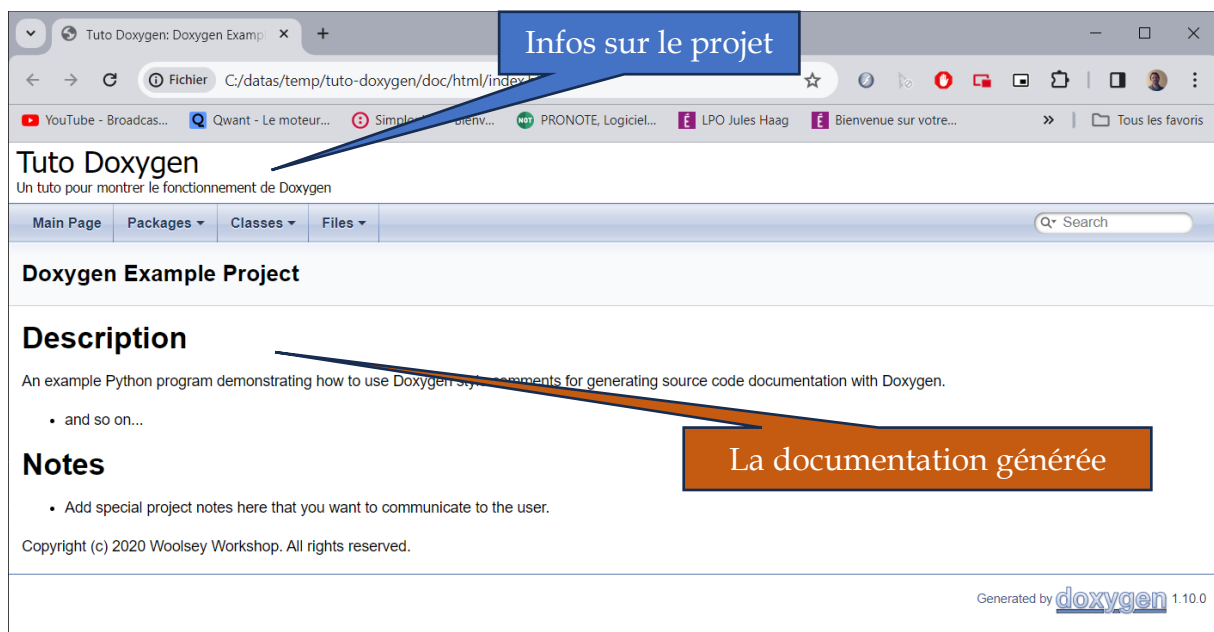 Tuto Doxygen: Doxygen Examp
Infos sur le projet
Fichier C:/datas/temp/tuto-doxygen/doc/html/index.
YouTube - Broadcas... Qwant - Le moteur... PRONOTE, Logiciel... LPO Jules Haag Bienvenue sur votre... » Tous les favoris
Tuto Doxygen
Un tuto pour montrer le fonctionnement de Doxygen
Main Page Packages Classes Files Search
Doxygen Example Project
Description
An example Python program demonstrating how to use Doxygen style comments for generating source code documentation with Doxygen.
• and so on...
La documentation générée
Notes
• Add special project notes here that you want to communicate to the user.
Copyright (c) 2020 Woolsey Workshop. All rights reserved.
Generated by doxygen 1.10.0